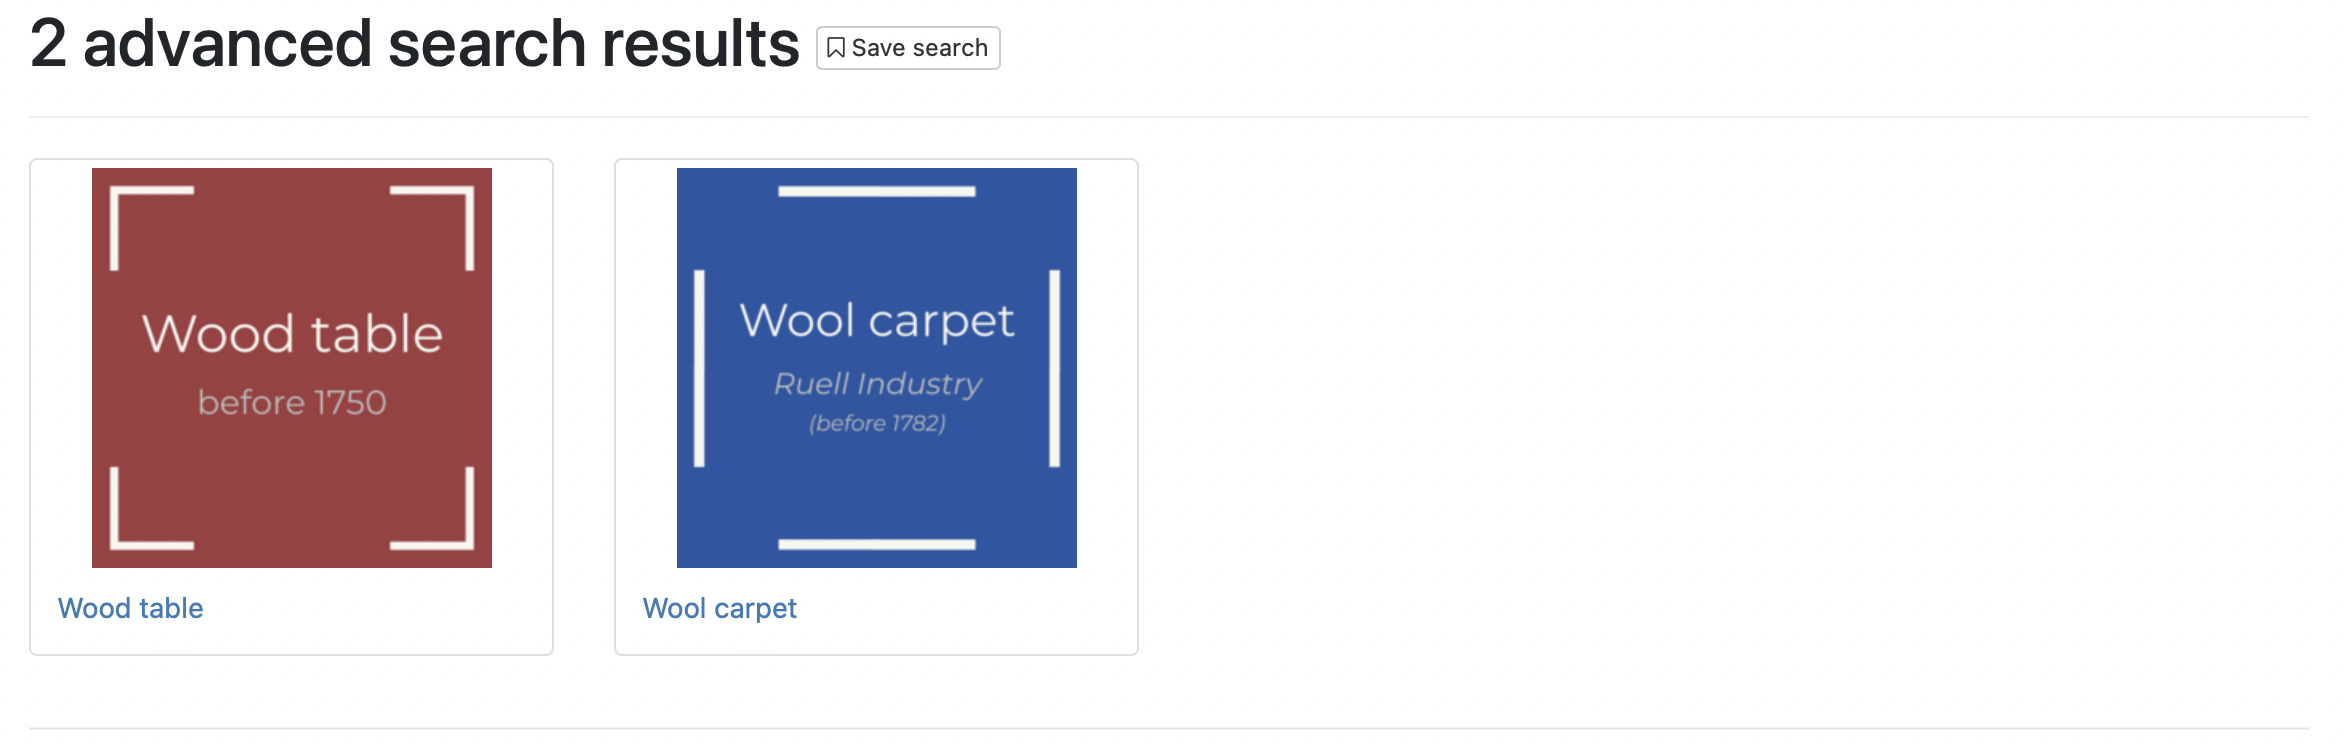 2 advanced search results
Save search
Wood table
before 1750
Wood table
Wool carpet
Ruell Industry
(before 1782)
Wool carpet